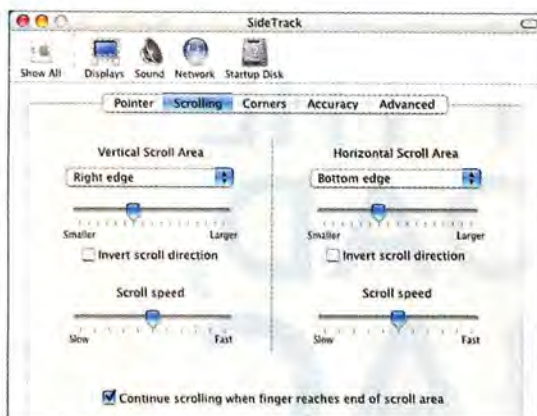 SideTrack
Show All Displays Sound Network Startup Disk
Pointer Scrolling Corners Accuracy Advanced
Vertical Scroll Area Horizontal Scroll Area
Right edge Bottom edge
Smaller Larger Smaller Larger
Invert scroll direction Invert scroll direction
Scroll speed Scroll speed
Slow Fast Slow Fast
Continue scrolling when finger reaches end of scroll area